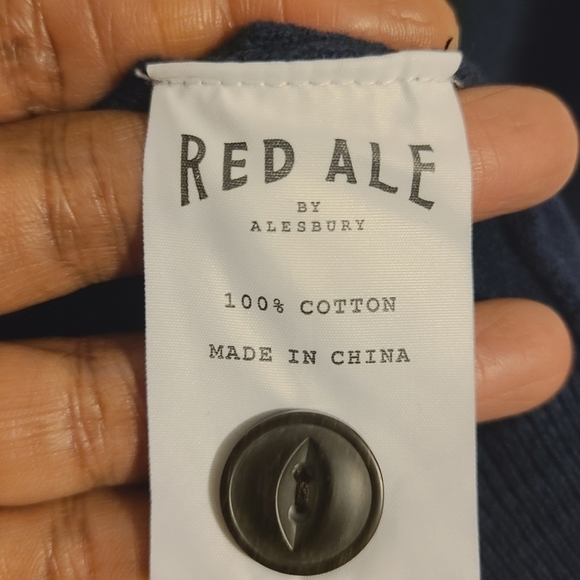 RED ALE
BY
ALESBURY
100% COTTON
MADE IN CHINA